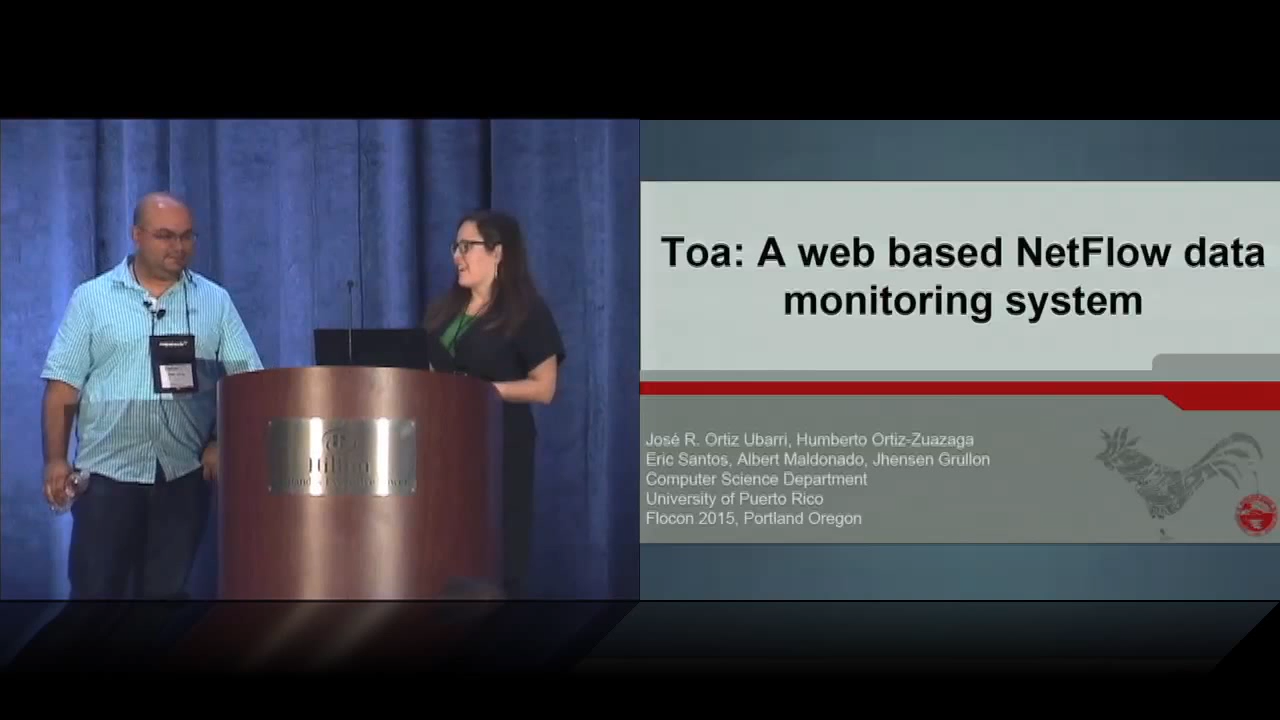 Hilton
Toa: A web based NetFlow data
monitoring system
José R. Ortiz Ubarri, Humberto Ortiz-Zuazaga
Eric Santos, Albert Maldonado, Jhensen Grullon
Computer Science Department
University of Puerto Rico
Flocon 2015, Portland Oregon